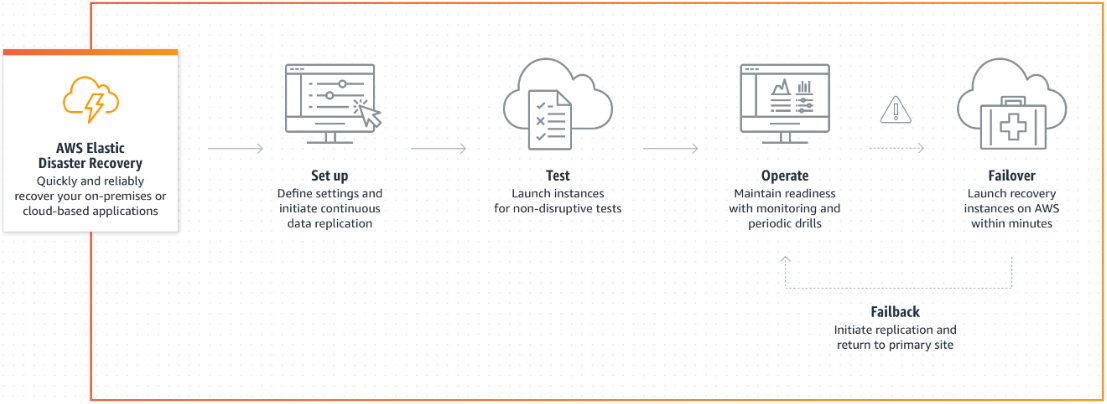 AWS Elastic
Disaster Recovery
Quickly and reliably
recover your on-premises or
cloud-based applications
Set up
Define settings and
initiate continuous
data replication
Test
Launch instances
for non-disruptive tests
Operate
Maintain readiness
with monitoring and
periodic drills
Failover
Launch recovery
instances on AWS
within minutes
Failback
Initiate replication and
return to primary site